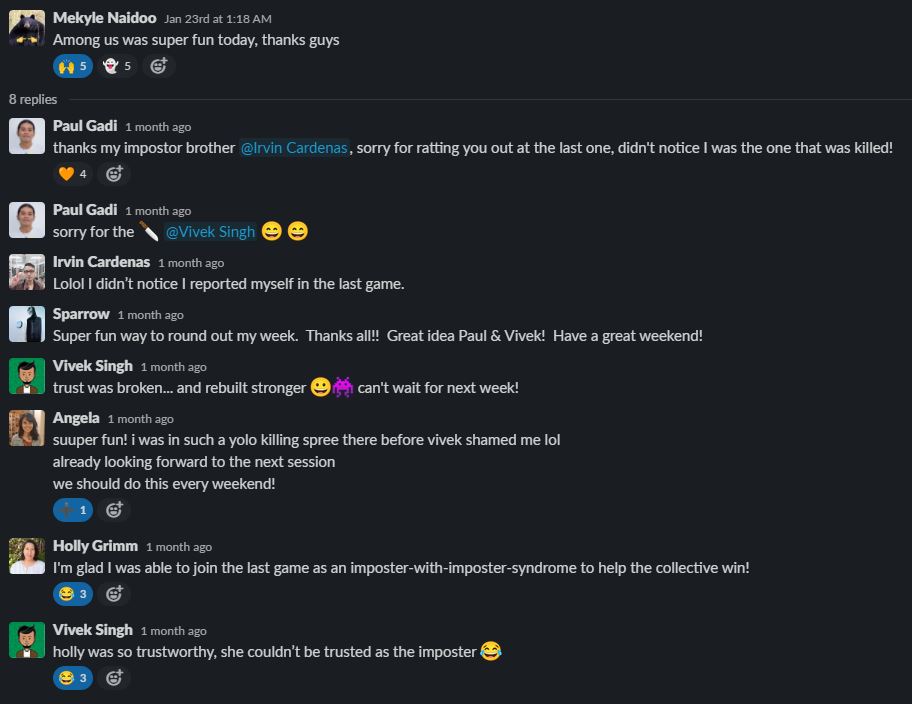 Mekyle Naidoo Jan 23rd at 1:18 AM
Among us was super fun today, thanks guys
🙌 5 👻 5
8 replies
Paul Gadi 1 month ago
thanks my impostor brother @Irvin Cardenas, sorry for ratting you out at the last one, didn't notice I was the one that was killed!
🧡 4
Paul Gadi 1 month ago
sorry for the 🔪 @Vivek Singh 😄 😄
Irvin Cardenas 1 month ago
Lolol I didn’t notice I reported myself in the last game.
Sparrow 1 month ago
Super fun way to round out my week. Thanks all!! Great idea Paul & Vivek! Have a great weekend!
Vivek Singh 1 month ago
trust was broken... and rebuilt stronger 😀👾 can't wait for next week!
Angela 1 month ago
suuper fun! i was in such a yolo killing spree there before vivek shamed me lol
already looking forward to the next session
we should do this every weekend!
➕ 1
Holly Grimm 1 month ago
I'm glad I was able to join the last game as an imposter-with-imposter-syndrome to help the collective win!
😂 3
Vivek Singh 1 month ago
holly was so trustworthy, she couldn’t be trusted as the imposter 😂
😂 3